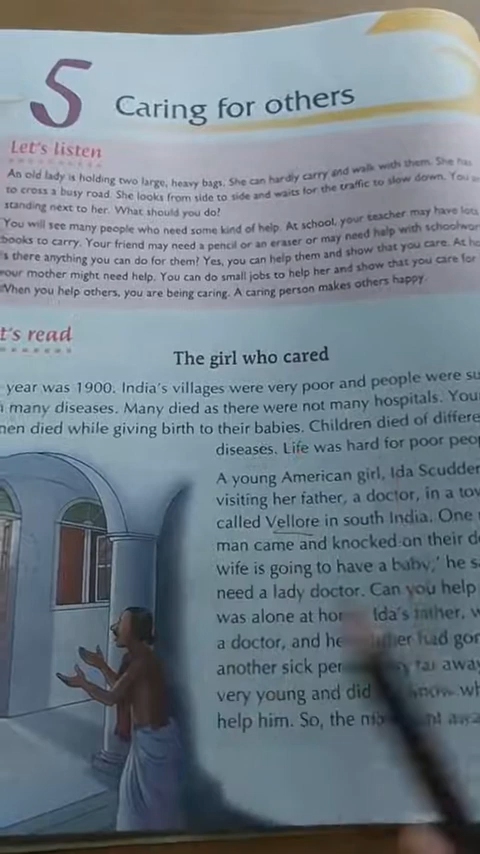 5 Caring for others
Let's listen
An old lady is holding two large, heavy bags. She can hardly carry and walk with them. She has
to cross a busy road. She looks from side to side and waits for the traffic to slow down. You a
standing next to her. What should you do?
You will see many people who need some kind of help. At school, your teacher may have lots
books to carry. Your friend may need a pencil or an eraser or may need help with schoolwor
s there anything you can do for them? Yes, you can help them and show that you care. At ho
our mother might need help. You can do small jobs to help her and show that you care for
When you help others, you are being caring. A caring person makes others happy.
t's read
The girl who cared
year was 1900. India's villages were very poor and people were su
many diseases. Many died as there were not many hospitals. You
men died while giving birth to their babies. Children died of differe
diseases. Life was hard for poor peop
A young American girl, Ida Scudder
visiting her father, a doctor, in a tow
called Vellore in south India. One
man came and knocked on their d
wife is going to have a baby,' he s
need a lady doctor. Can you help
was alone at Ida's father, w
a doctor, and had gon
another sick away
very young and did wh
help him. So, the